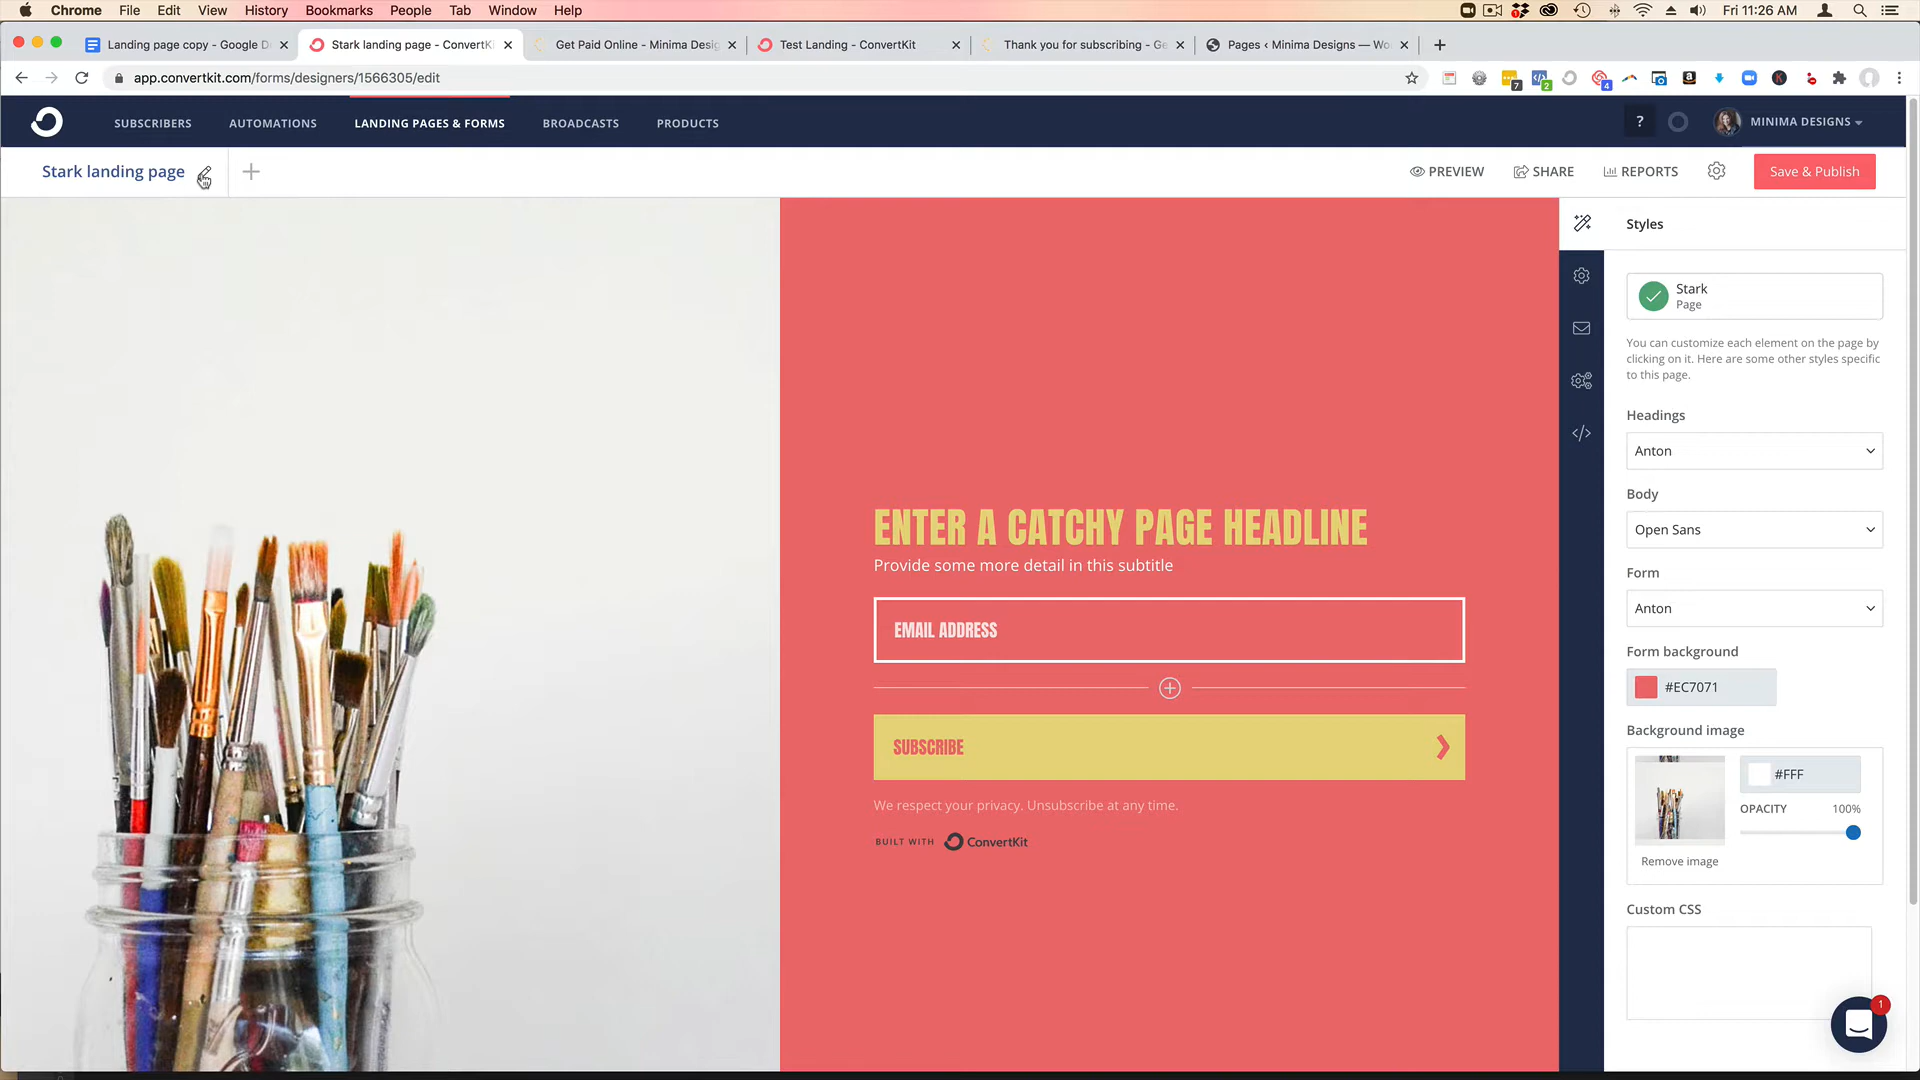 Chrome File Edit View History Bookmarks People Tab Window Help
Fri 11:26 AM
Landing page copy - Google D
Stark landing page - ConvertKi
Get Paid Online - Minima Desig
Test Landing - ConvertKit
Thank you for subscribing - Ge
Pages ‹ Minima Designs — Wo
app.convertkit.com/forms/designers/1566305/edit
7
2
4
SUBSCRIBERS
AUTOMATIONS
LANDING PAGES & FORMS
BROADCASTS
PRODUCTS
?
MINIMA DESIGNS
Stark landing page
PREVIEW
SHARE
REPORTS
Save & Publish
Styles
Stark
Page
You can customize each element on the page by
clicking on it. Here are some other styles specific
to this page.
Headings
Anton
Body
Open Sans
Form
Anton
Form background
#EC7071
Background image
#FFF
OPACITY 100%
Remove image
Custom CSS
1
ENTER A CATCHY PAGE HEADLINE
Provide some more detail in this subtitle
EMAIL ADDRESS
SUBSCRIBE
We respect your privacy. Unsubscribe at any time.
BUILT WITH ConvertKit